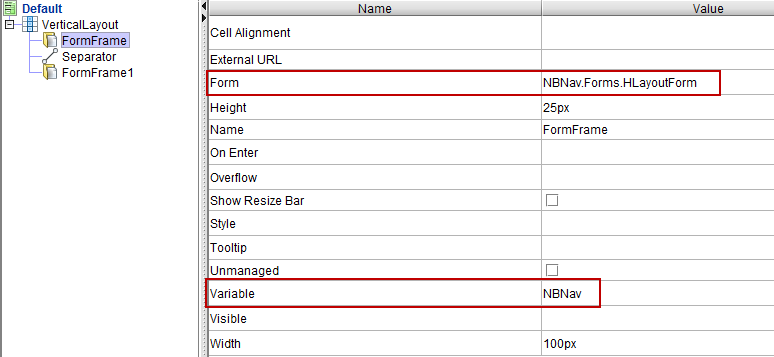 Default
VerticalLayout
FormFrame
Separator
FormFrame1
Name Value
Cell Alignment
External URL
Form NBNav.Forms.HLayoutForm
Height 25px
Name FormFrame
On Enter
Overflow
Show Resize Bar
Style
Tooltip
Unmanaged
Variable NBNav
Visible
Width 100px